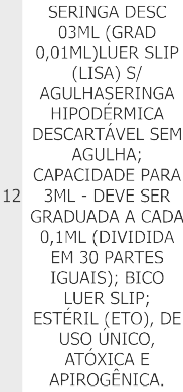 SERINGA DESC
03ML (GRAD
0,01ML)LUER SLIP
(LISA) S/
AGULHASERINGA
HIPODÉRMICA
DESCARTÁVEL SEM
AGULHA;
CAPACIDADE PARA
12 3ML - DEVE SER
GRADUADA A CADA
0,1ML (DIVIDIDA
EM 30 PARTES
IGUAIS); BICO
LUER SLIP;
ESTÉRIL (ETO), DE
USO ÚNICO,
ATÓXICA E
APIROGÊNICA.